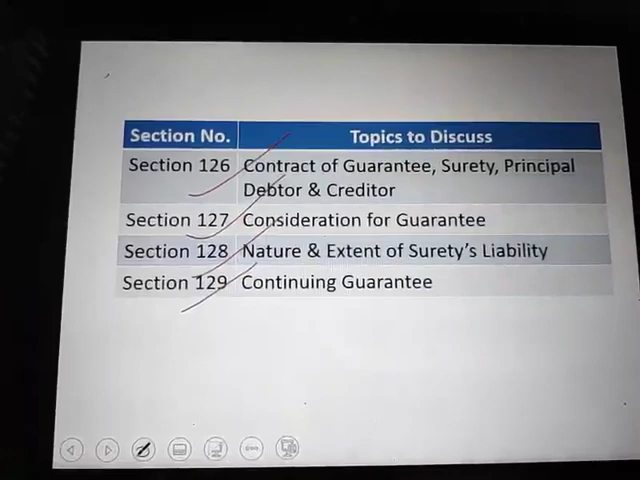 Section No. Topics to Discuss
Section 126 Contract of Guarantee, Surety, Principal
Debtor & Creditor
Section 127 Consideration for Guarantee
Section 128 Nature & Extent of Surety's Liability
Section 129 Continuing Guarantee